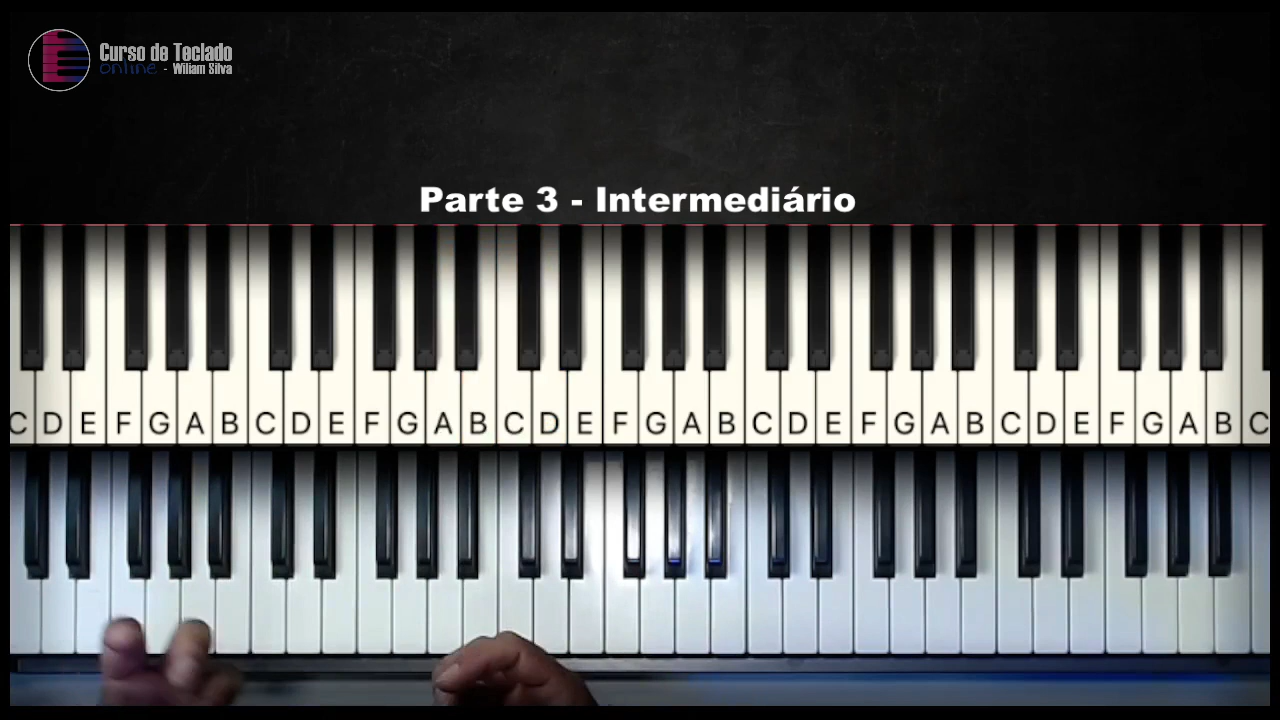 Curso de Teclado
online - Wiliam Silva
Parte 3 - Intermediário
C D E F G A B C D E F G A B C D E F G A B C D E F G A B C D E F G A B C